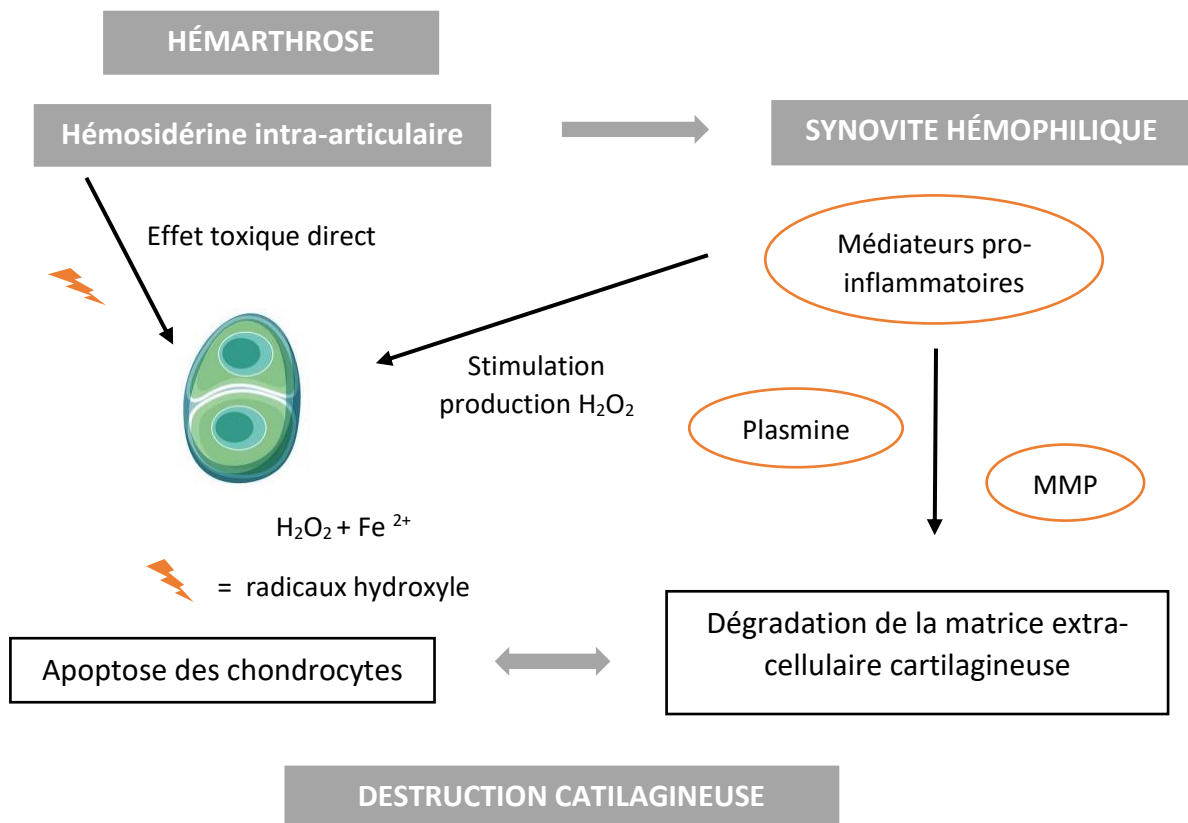 HÉMARTHROSE
Hémosidérine intra-articulaire
SYNOVITE HÉMOPHILIQUE
Effet toxique direct
Médiateurs pro-
inflammatoires
Stimulation
production H₂O₂
Plasmine
MMP
H₂O₂ + Fe ²⁺
= radicaux hydroxyle
Apoptose des chondrocytes
Dégradation de la matrice extra-
cellulaire cartilagineuse
DESTRUCTION CATILAGINEUSE